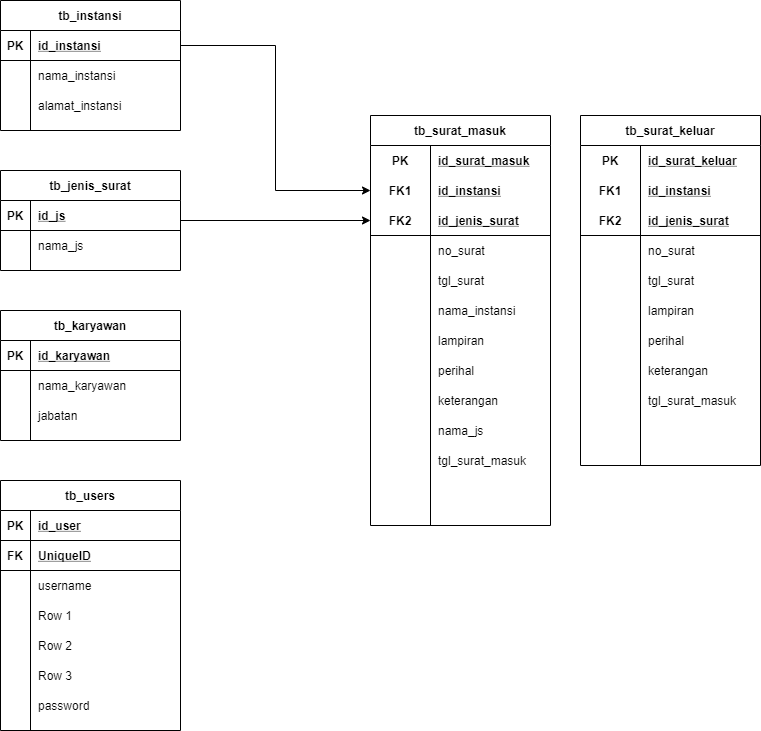 tb_instansi
PK id_instansi
nama_instansi
alamat_instansi
tb_jenis_surat
PK id_js
nama_js
tb_karyawan
PK id_karyawan
nama_karyawan
jabatan
tb_users
PK id_user
FK UniqueID
username
Row 1
Row 2
Row 3
password
tb_surat_masuk
PK id_surat_masuk
FK1 id_instansi
FK2 id_jenis_surat
no_surat
tgl_surat
nama_instansi
lampiran
perihal
keterangan
nama_js
tgl_surat_masuk
tb_surat_keluar
PK id_surat_keluar
FK1 id_instansi
FK2 id_jenis_surat
no_surat
tgl_surat
lampiran
perihal
keterangan
tgl_surat_masuk